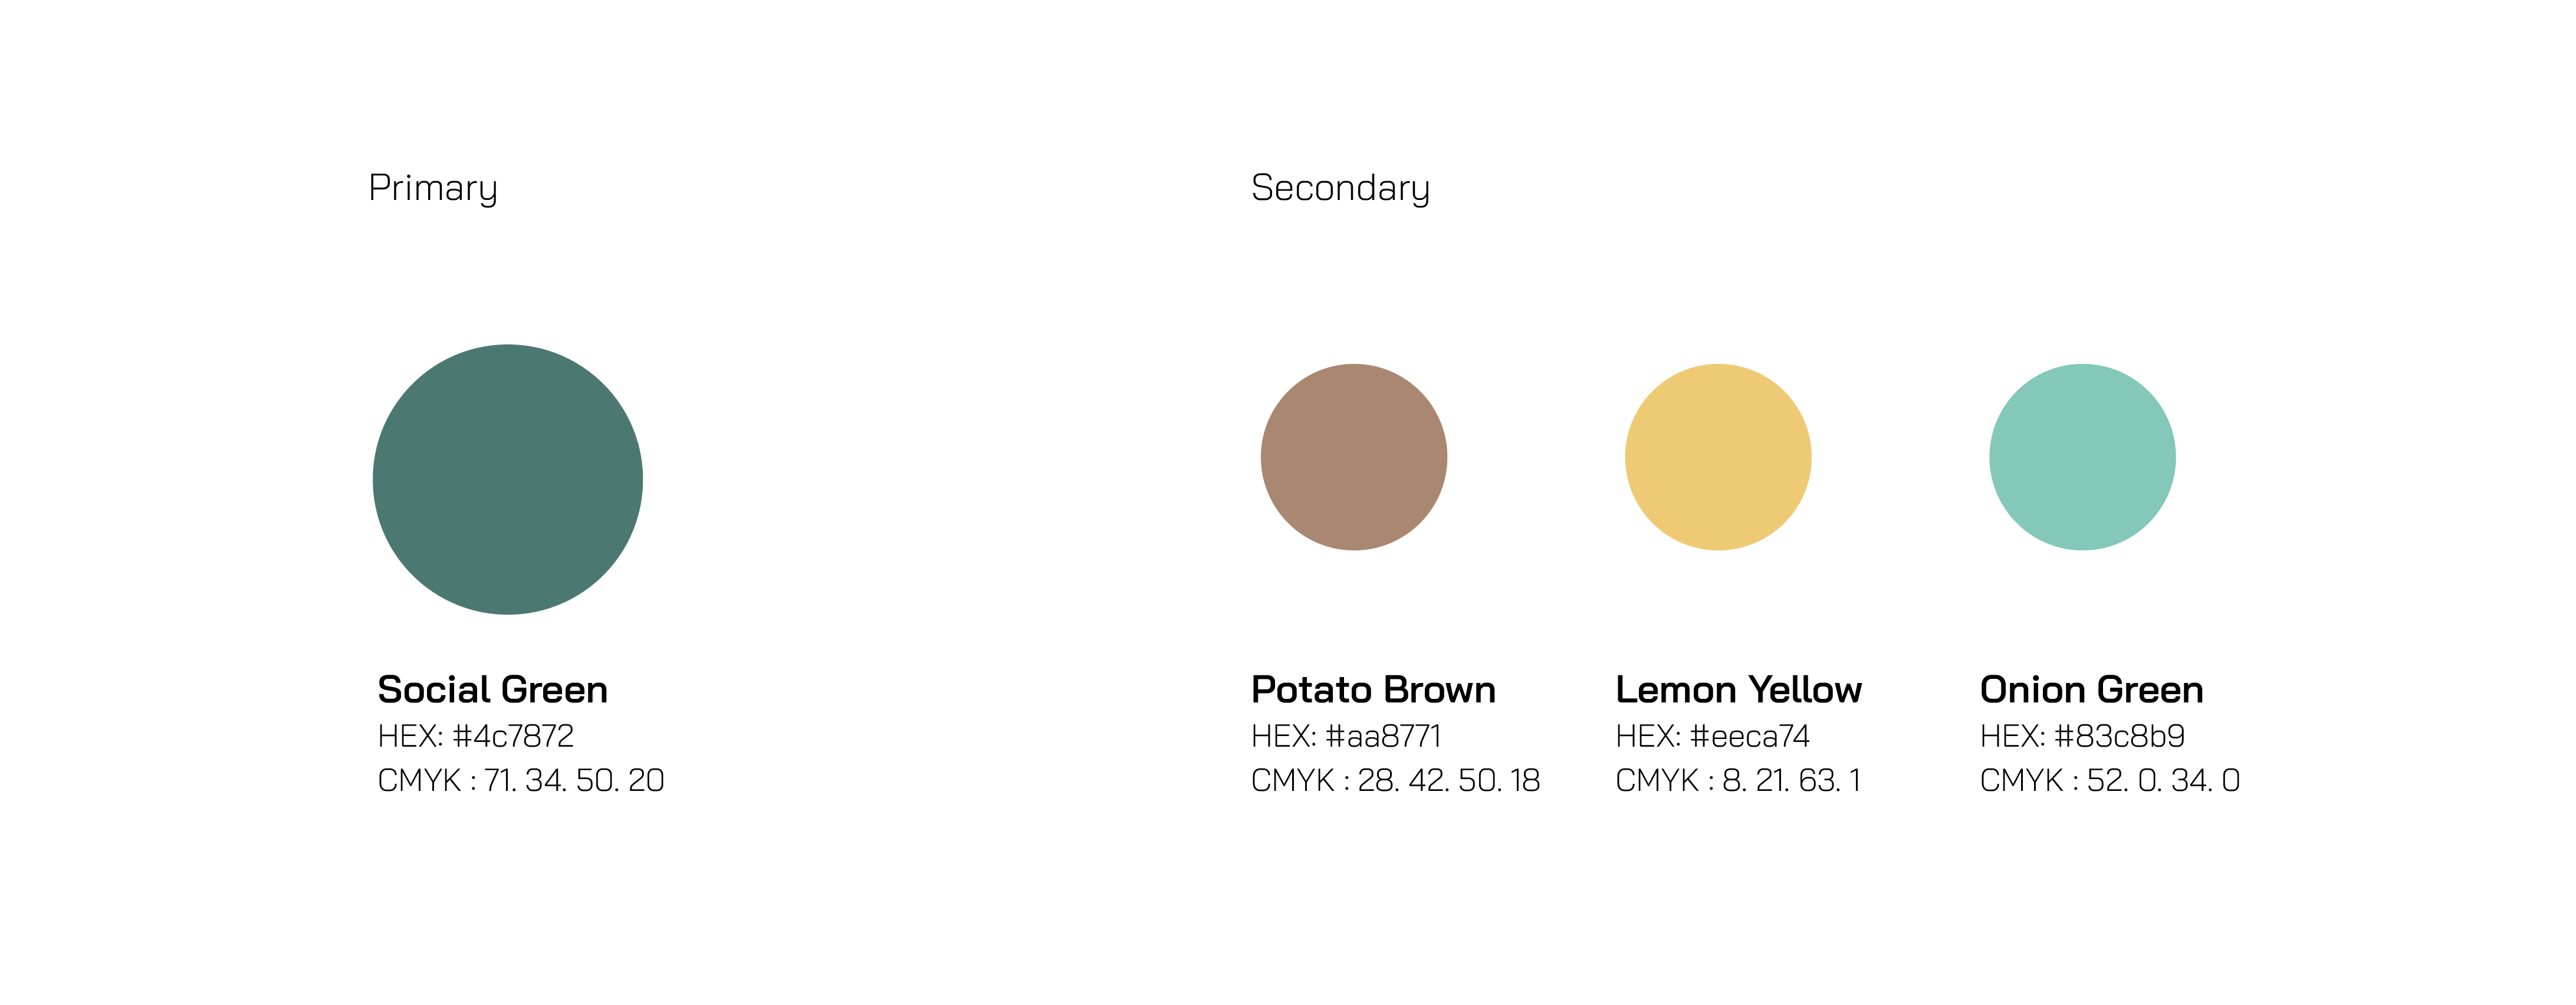 Primary
Secondary
Social Green
HEX: #4c7872
CMYK : 71. 34. 50. 20
Potato Brown
HEX: #aa8771
CMYK : 28. 42. 50. 18
Lemon Yellow
HEX: #eeca74
CMYK : 8. 21. 63. 1
Onion Green
HEX: #83c8b9
CMYK : 52. 0. 34. 0